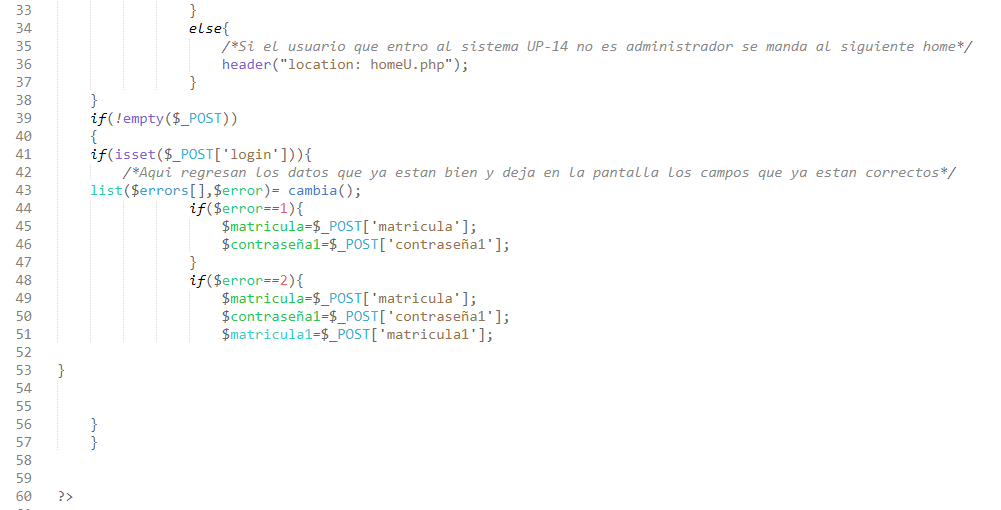 33 }
34 else{
35 /*Si el usuario que entro al sistema UP-14 no es administrador se manda al siguiente home*/
36 header("location: homeU.php");
37 }
38 }
39 if(!empty($_POST))
40 {
41 if(isset($_POST['login'])){
42 /*Aqui regresan los datos que ya estan bien y deja en la pantalla los campos que ya estan correctos*/
43 list($errors[],$error)= cambia();
44 if($error==1){
45 $matricula=$_POST['matricula'];
46 $contraseña1=$_POST['contraseña1'];
47 }
48 if($error==2){
49 $matricula=$_POST['matricula'];
50 $contraseña1=$_POST['contraseña1'];
51 $matricula1=$_POST['matricula1'];
52
53 }
54
55
56 }
57 }
58
59
60 ?>